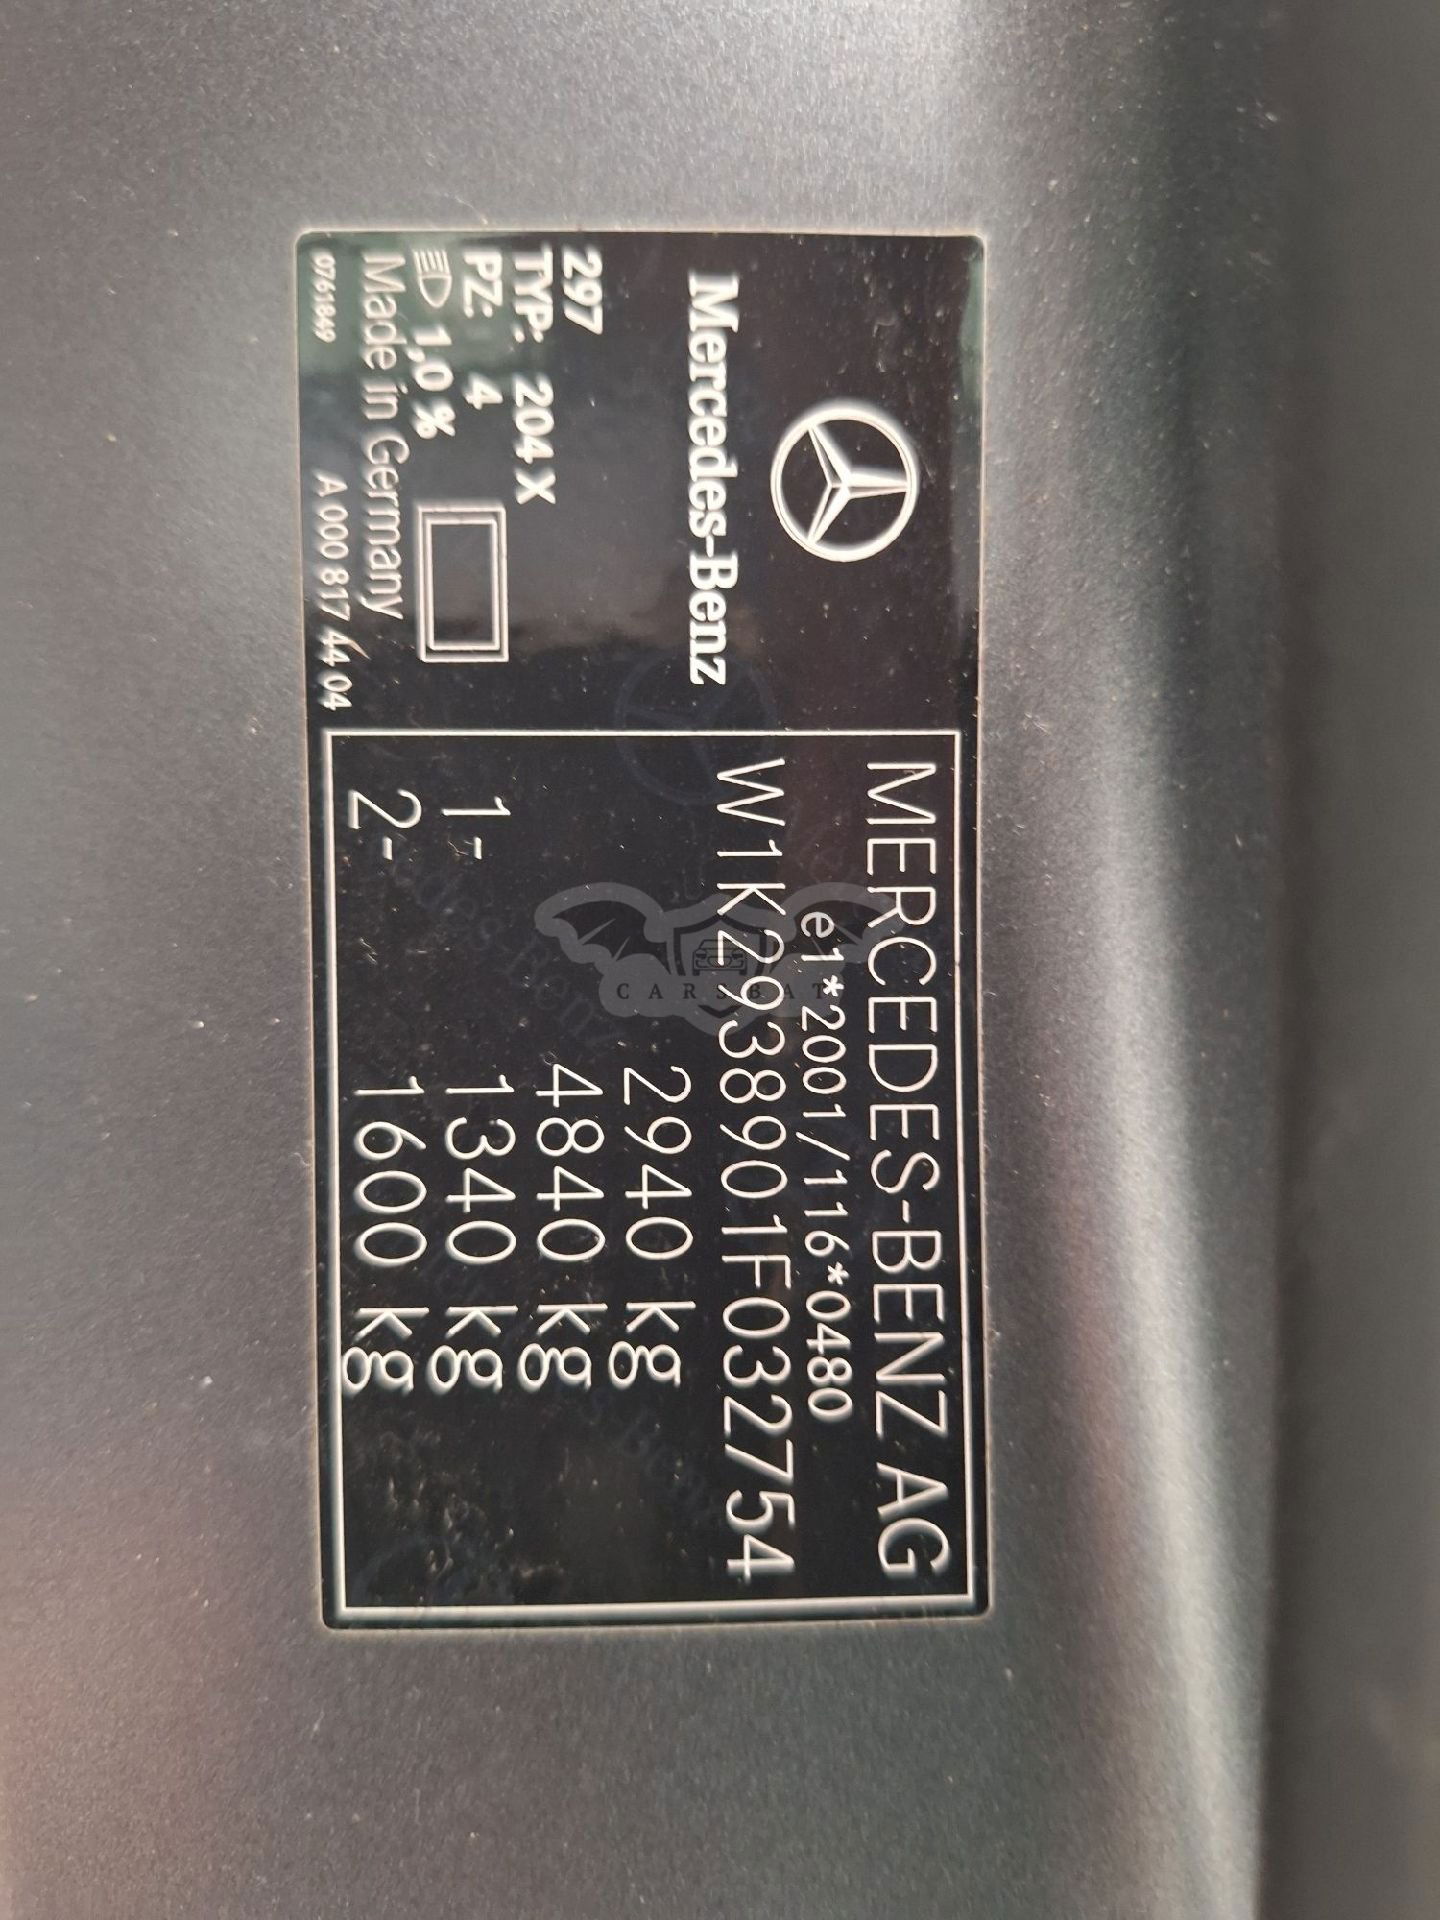 Mercedes-Benz
297
TYP: 204 X
PZ: 4
1,0 %
Made in Germany
0761849 A 000 817 44 04
MERCEDES-BENZ AG
e1*2001/116*0480
W1K2938901F032754
2940 kg
4840 kg
1- 1340 kg
2- 1600 kg
CARSBAT